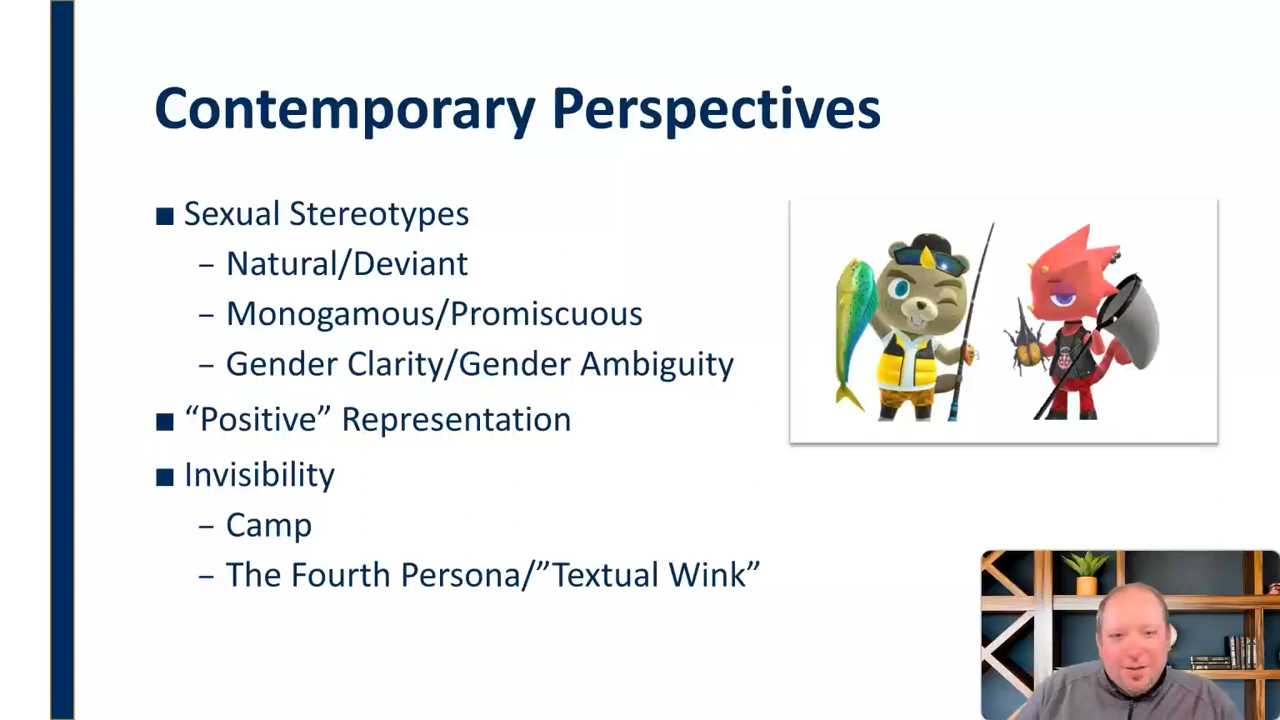 Contemporary Perspectives
■ Sexual Stereotypes
– Natural/Deviant
– Monogamous/Promiscuous
– Gender Clarity/Gender Ambiguity
■ “Positive” Representation
■ Invisibility
– Camp
– The Fourth Persona/”Textual Wink”